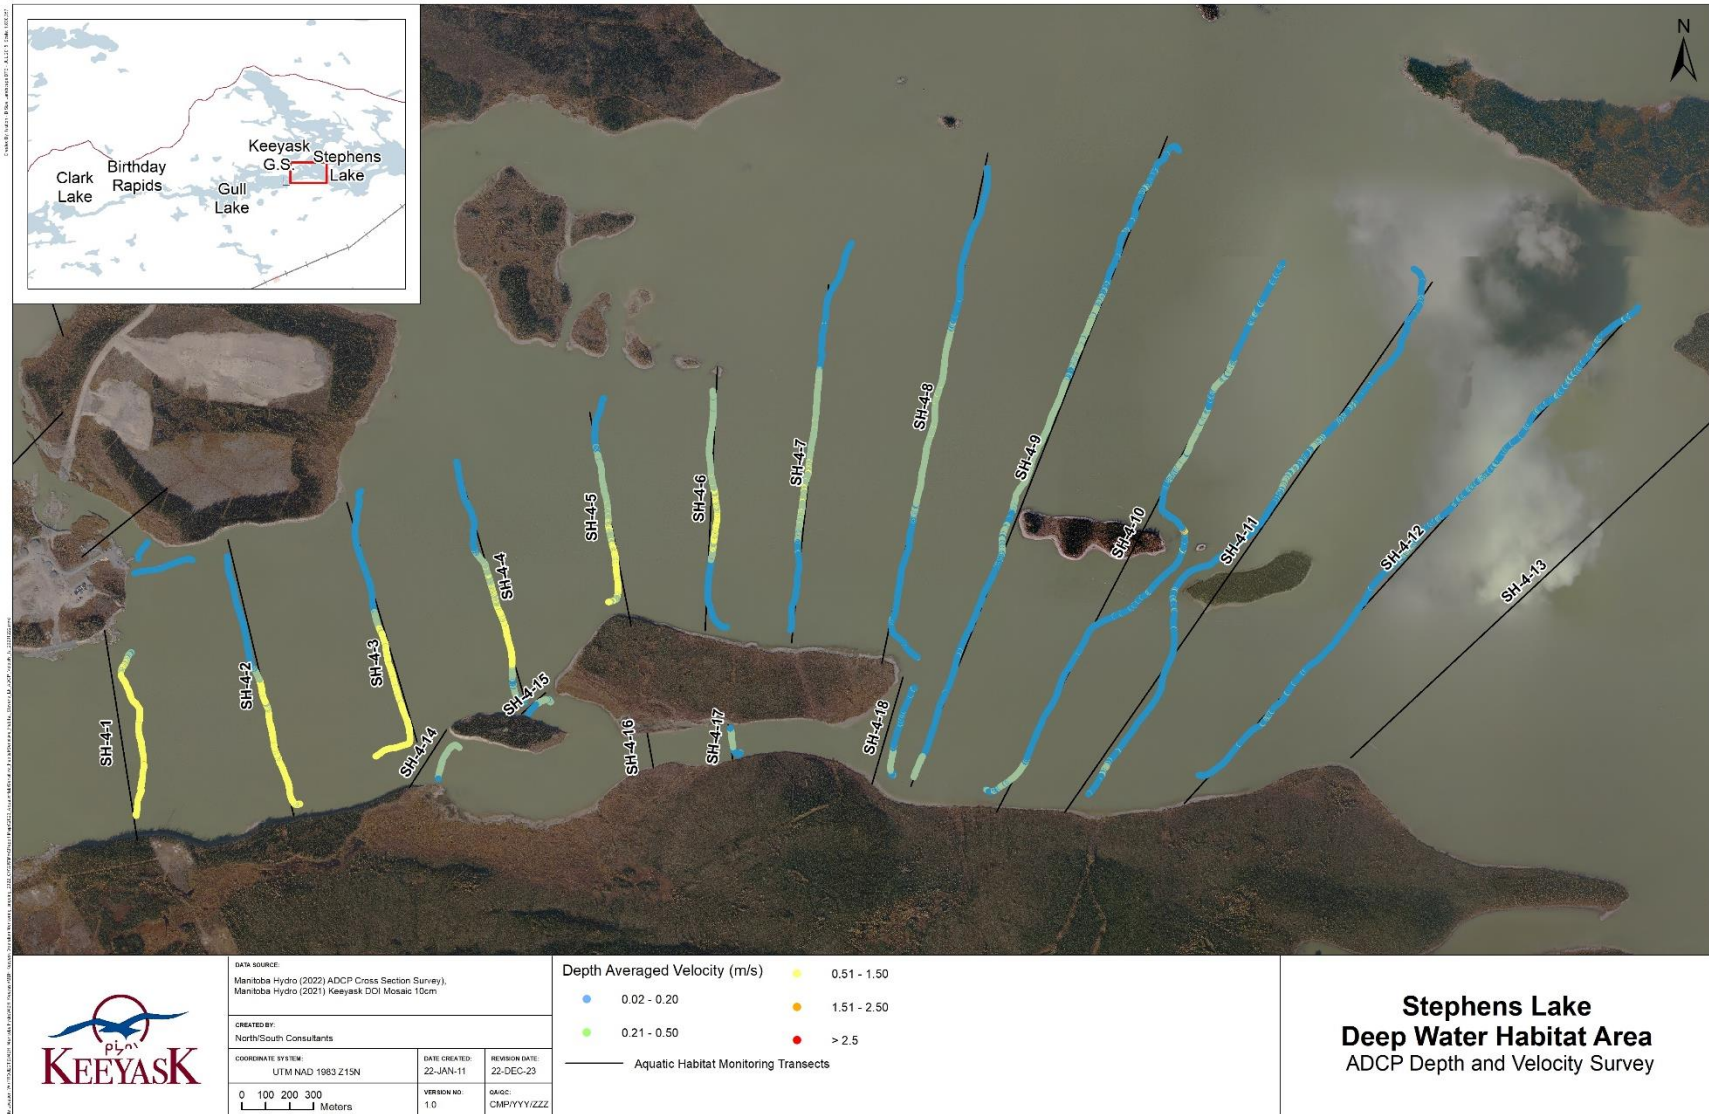 N
Keeyask
G.S.
Stephens
Lake
Birthday
Rapids
Clark
Lake
Gull
Lake
SH-4-1
SH-4-2
SH-4-3
SH-4-4
SH-4-5
SH-4-6
SH-4-7
SH-4-8
SH-4-9
SH-4-10
SH-4-11
SH-4-12
SH-4-13
SH-4-14
SH-4-15
SH-4-16
SH-4-17
SH-4-18
KEEYASK
DATA SOURCE:
Manitoba Hydro (2022) ADCP Cross Section Survey),
Manitoba Hydro (2021) Keeyask DOI Mosaic 10cm
CREATED BY:
North/South Consultants
COORDINATE SYSTEM:
UTM NAD 1983 Z15N
DATE CREATED:
22-JAN-11
REVISION DATE:
22-DEC-23
0 100 200 300
Meters
VERSION NO:
1.0
QA/QC:
CMP/YYY/ZZZ
Depth Averaged Velocity (m/s)
0.02 - 0.20
0.21 - 0.50
0.51 - 1.50
1.51 - 2.50
> 2.5
Aquatic Habitat Monitoring Transects
Stephens Lake
Deep Water Habitat Area
ADCP Depth and Velocity Survey